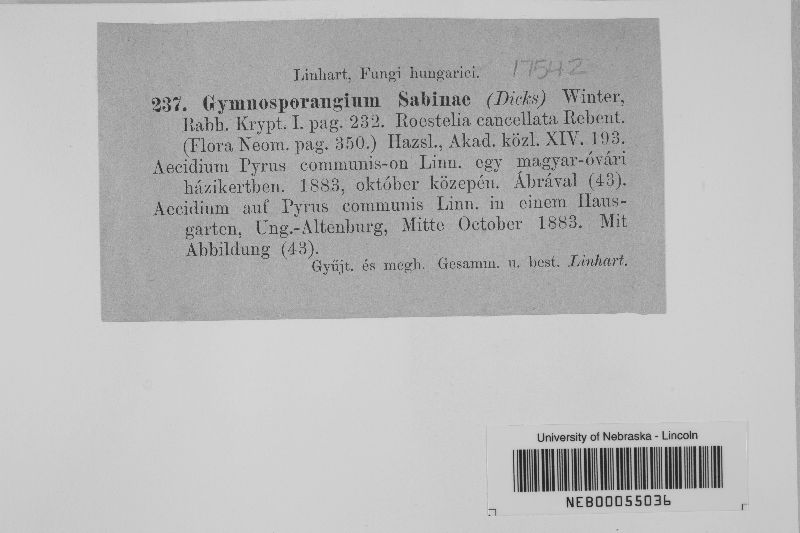 Linhart, Fungi hungarici. 17542
237. Gymnosporangium Sabinae (Dicks) Winter,
Rabh. Krypt. I. pag. 232. Roestelia cancellata Rebent.
(Flora Neom. pag. 350.) Hazsl., Akad. közl. XIV. 193.
Aecidium Pyrus communis-on Linn. egy magyar-óvári
házikertben. 1883, október közepén. Ábrával (43).
Aecidium auf Pyrus communis Linn. in einem Haus-
garten, Ung.-Altenburg, Mitte October 1883. Mit
Abbildung (43).
Gyűjt. és megh. Gesamm. u. best. Linhart.
University of Nebraska - Lincoln
NEB00055036